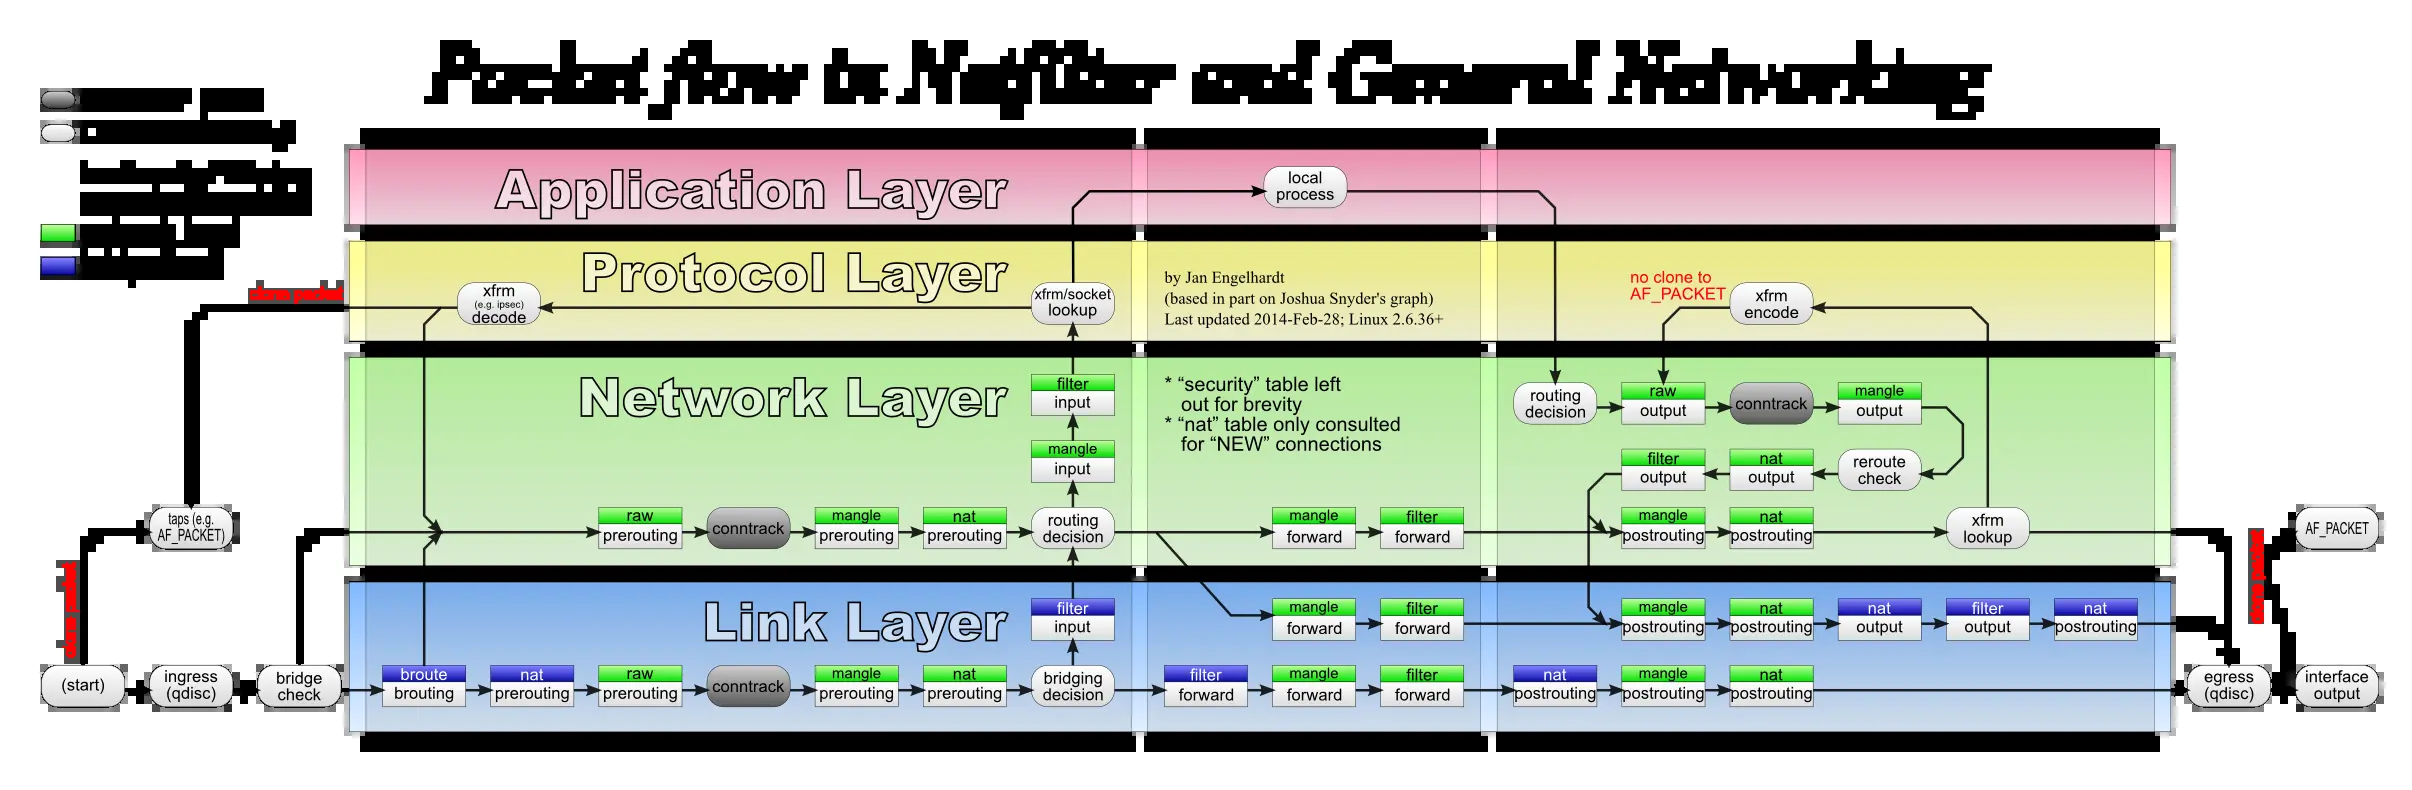 Packet flow in Netfilter and General Networking
Application Layer
local
process
Protocol Layer
clone packet
xfrm
(e.g. ipsec)
decode
xfrm/socket
lookup
by Jan Engelhardt
(based in part on Joshua Snyder's graph)
Last updated 2014-Feb-28; Linux 2.6.36+
no clone to
AF_PACKET
xfrm
encode
Network Layer
filter
input
mangle
input
* “security” table left
out for brevity
* “nat” table only consulted
for “NEW” connections
routing
decision
raw
output
conntrack
mangle
output
filter
output
nat
output
reroute
check
taps (e.g.
AF_PACKET)
raw
prerouting
conntrack
mangle
prerouting
nat
prerouting
routing
decision
mangle
forward
filter
forward
mangle
postrouting
nat
postrouting
xfrm
lookup
AF_PACKET
clone packet
clone packet
Link Layer
filter
input
mangle
forward
filter
forward
mangle
postrouting
nat
postrouting
nat
output
filter
output
nat
postrouting
(start)
ingress
(qdisc)
bridge
check
broute
brouting
nat
prerouting
raw
prerouting
conntrack
mangle
prerouting
nat
prerouting
bridging
decision
filter
forward
mangle
forward
filter
forward
nat
postrouting
mangle
postrouting
nat
postrouting
egress
(qdisc)
interface
output